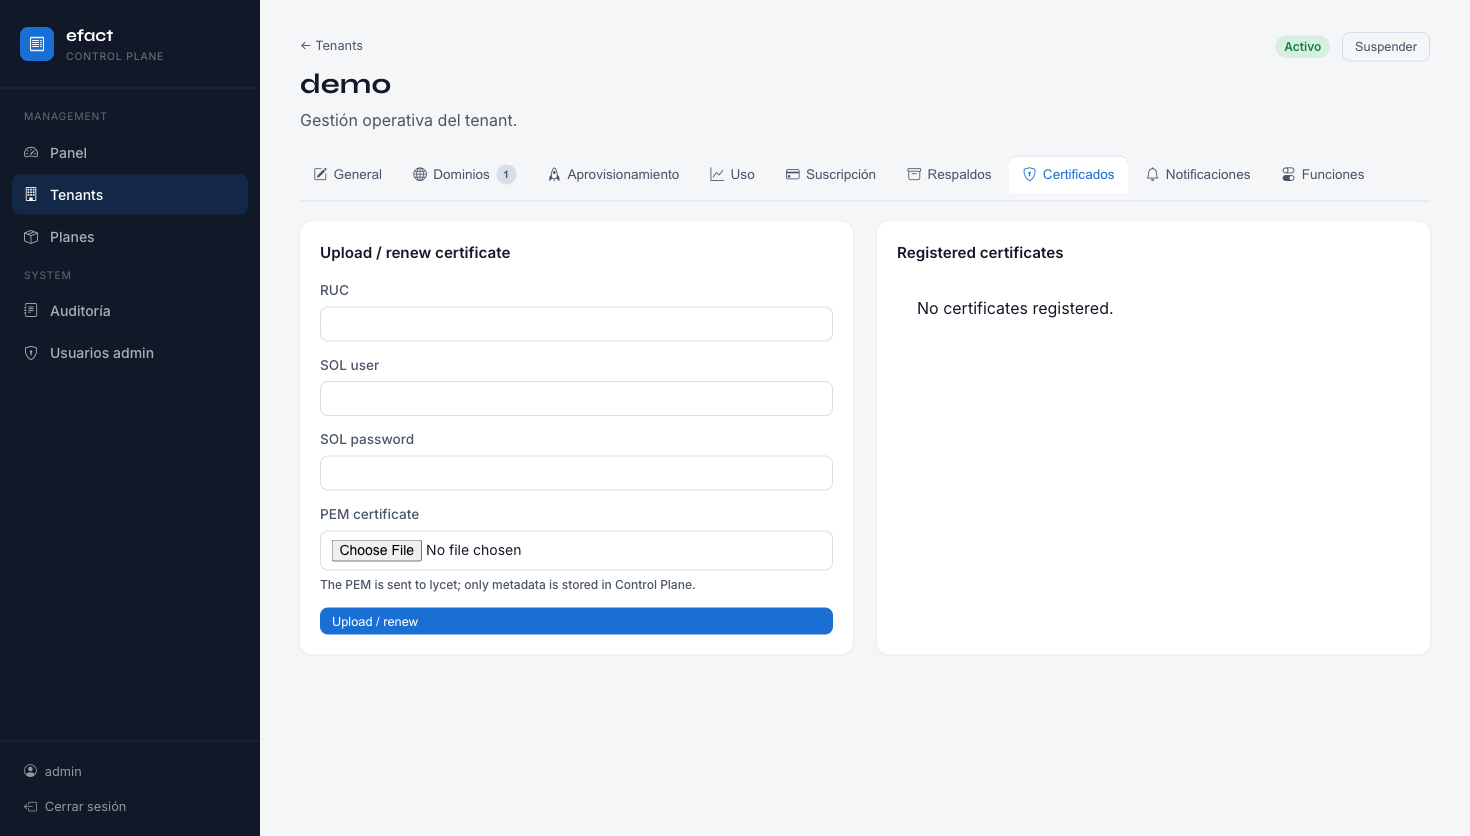 efact
CONTROL PLANE
MANAGEMENT
Panel
Tenants
Planes
SYSTEM
Auditoría
Usuarios admin
admin
Cerrar sesión
← Tenants
Activo
Suspender
demo
Gestión operativa del tenant.
General
Dominios 1
Aprovisionamiento
Uso
Suscripción
Respaldos
Certificados
Notificaciones
Funciones
Upload / renew certificate
RUC
SOL user
SOL password
PEM certificate
Choose File No file chosen
The PEM is sent to lycet; only metadata is stored in Control Plane.
Upload / renew
Registered certificates
No certificates registered.